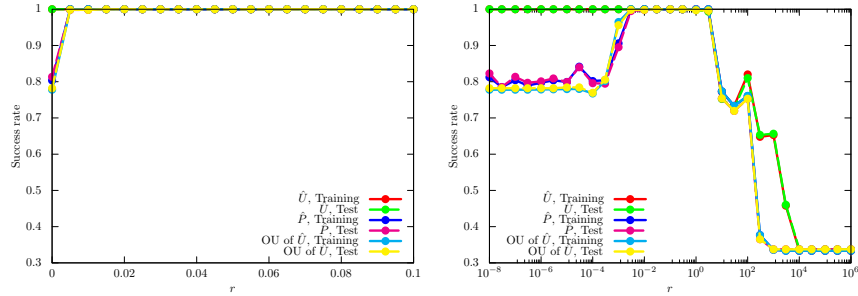 1
0.9
0.8
0.7
0.6
0.5
0.4
0.3
Success rate
0 0.02 0.04 0.06 0.08 0.1
r
Û, Training
Û, Test
P̂, Training
P̂, Test
OU of Û, Training
OU of Û, Test
1
0.9
0.8
0.7
0.6
0.5
0.4
0.3
Success rate
10⁻⁸ 10⁻⁶ 10⁻⁴ 10⁻² 10⁰ 10² 10⁴ 10⁶
r
Û, Training
Û, Test
P̂, Training
P̂, Test
OU of Û, Training
OU of Û, Test